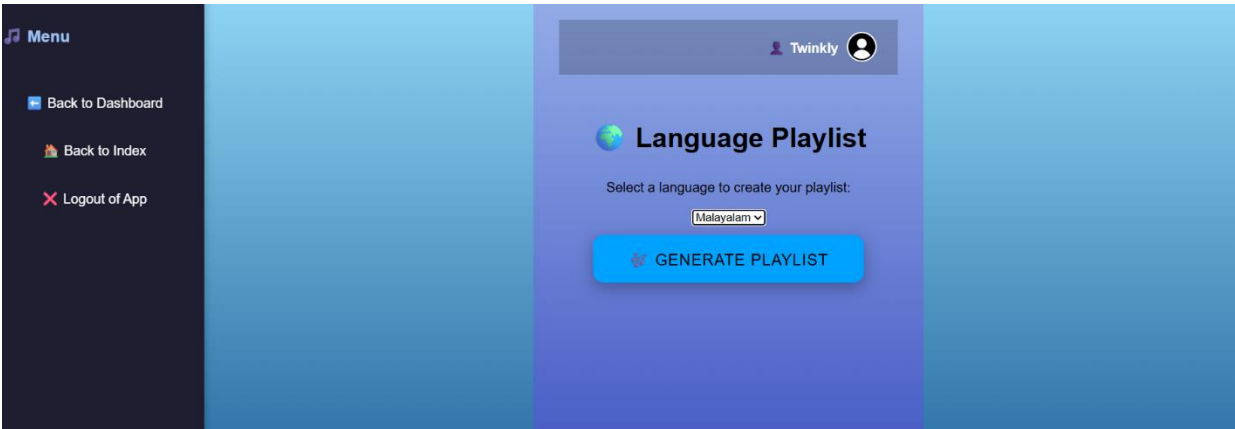 Menu
Back to Dashboard
Back to Index
Logout of App
Twinkly
Language Playlist
Select a language to create your playlist:
Malayalam
GENERATE PLAYLIST